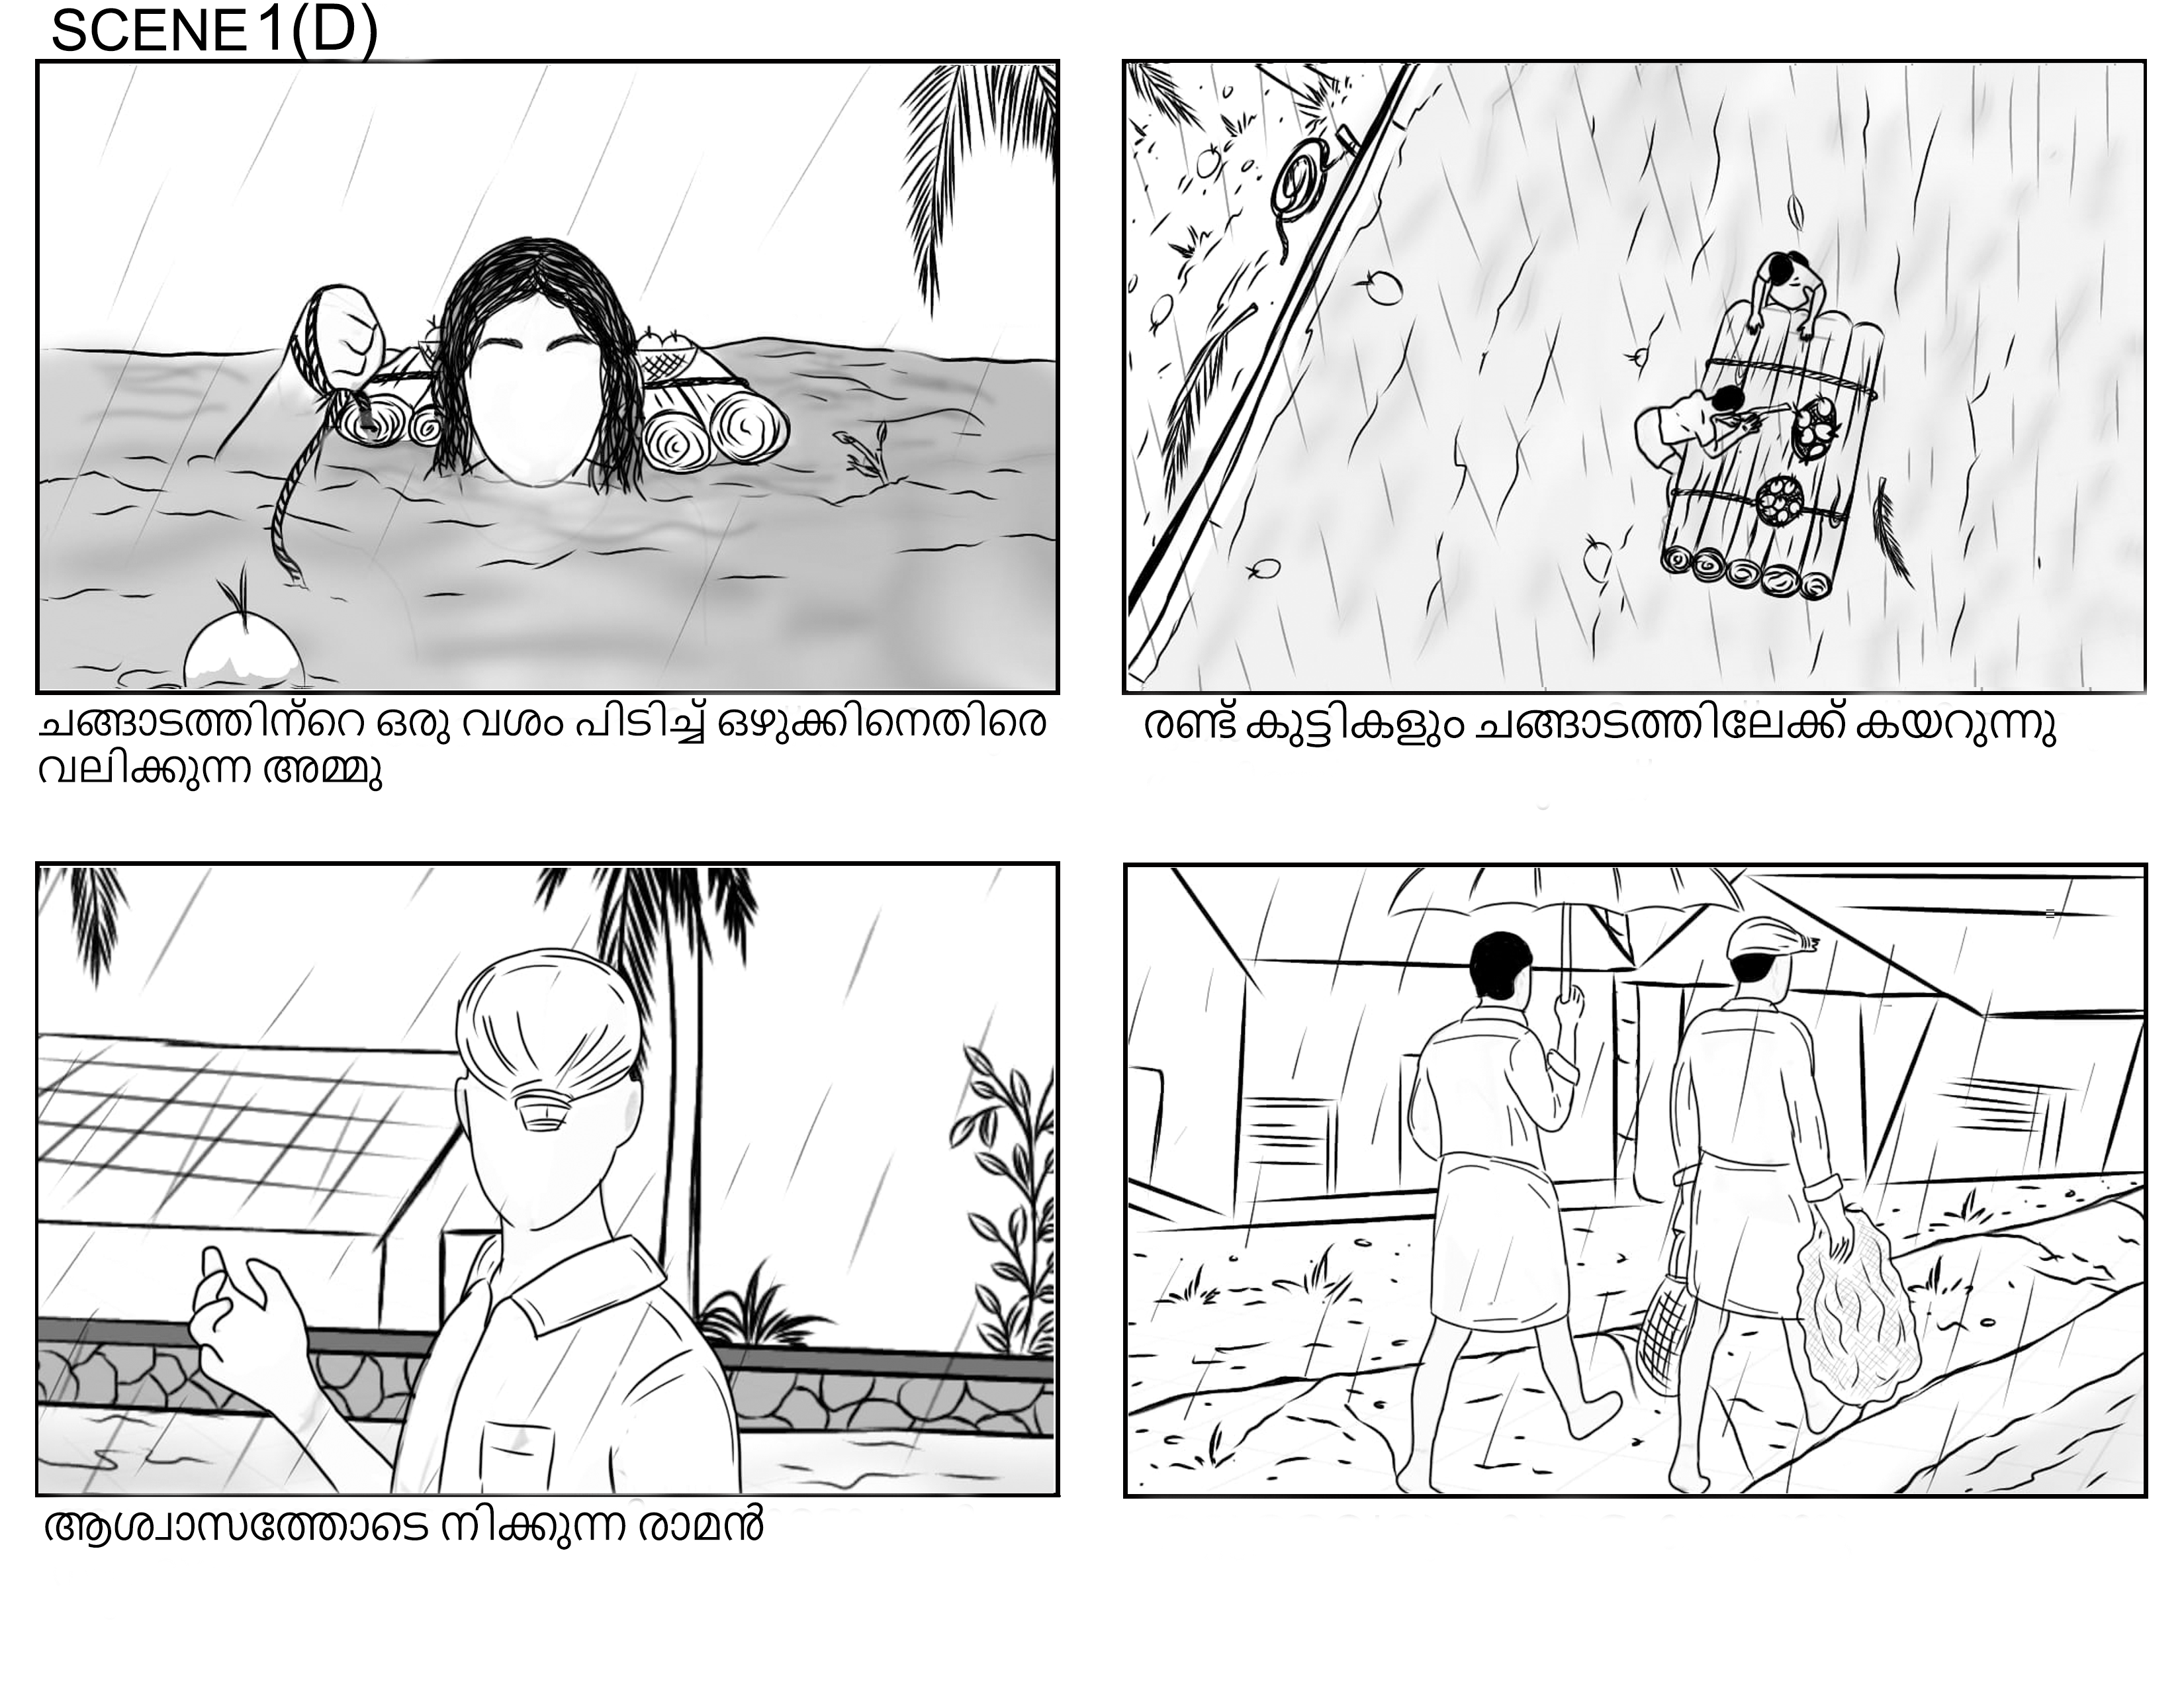 SCENE 1(D)
ചങ്ങാടത്തിന്റെ ഒരു വശം പിടിച്ച് ഒഴുക്കിനെതിരെ
വലിക്കുന്ന അമ്മു
രണ്ട് കുട്ടികളും ചങ്ങാടത്തിലേക്ക് കയറുന്നു
ആശ്വാസത്തോടെ നിക്കുന്ന രാമൻ